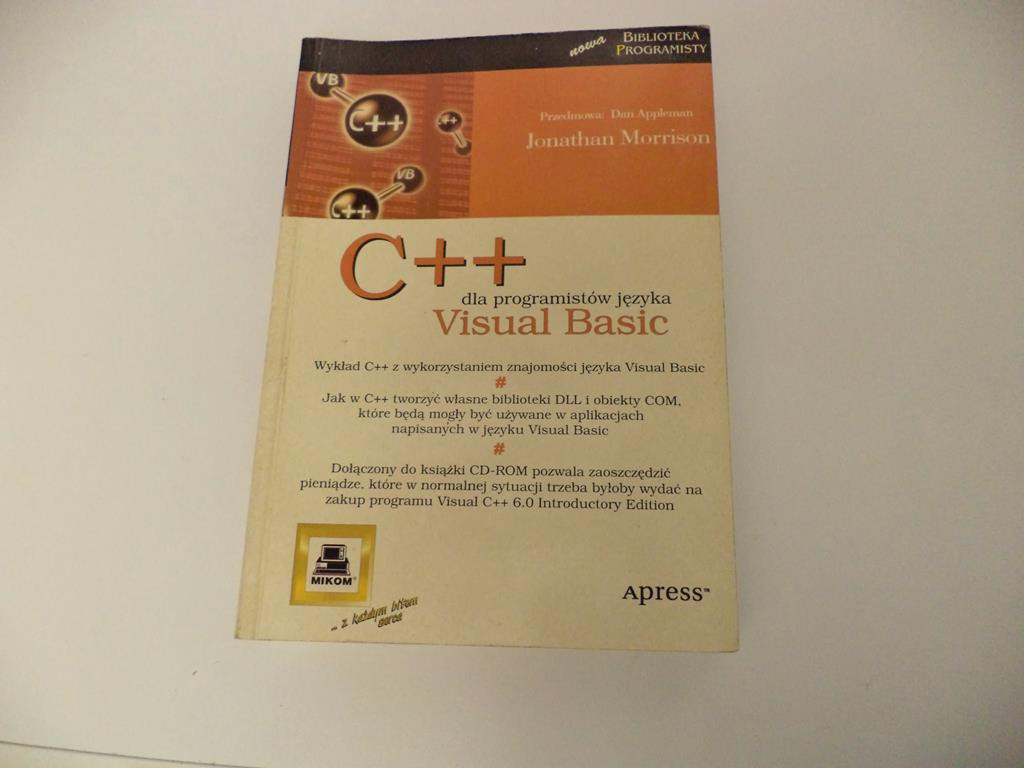 nowa BIBLIOTEKA
PROGRAMISTY
VB
C++
C++
VB
C++
Przedmowa: Dan Appleman
Jonathan Morrison
C++
dla programistów języka
Visual Basic
Wykład C++ z wykorzystaniem znajomości języka Visual Basic
#
Jak w C++ tworzyć własne biblioteki DLL i obiekty COM,
które będą mogły być używane w aplikacjach
napisanych w języku Visual Basic
#
Dołączony do książki CD-ROM pozwala zaoszczędzić
pieniądze, które w normalnej sytuacji trzeba byłoby wydać na
zakup programu Visual C++ 6.0 Introductory Edition
MIKOM®
... z każdym bitem
serca
Apress™